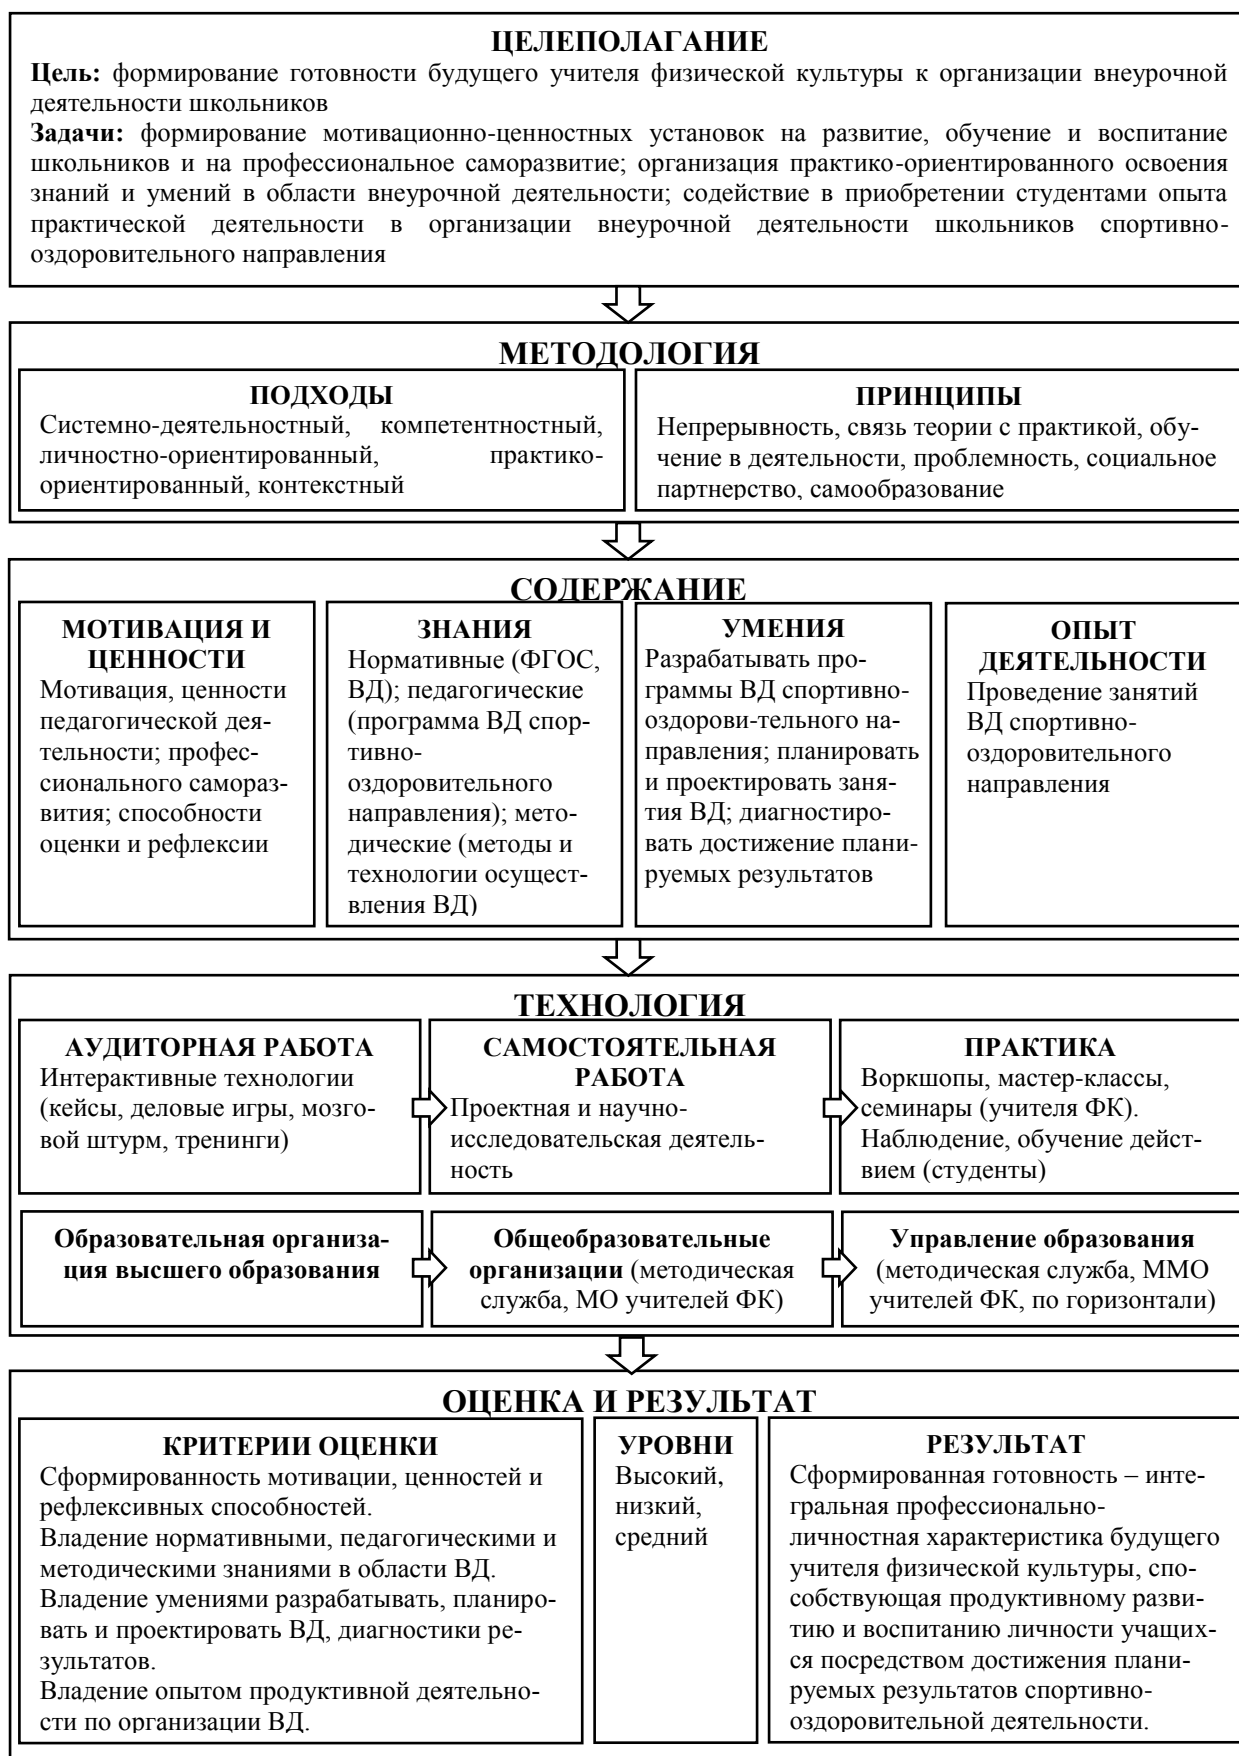 ЦЕЛЕПОЛАГАНИЕ
Цель: формирование готовности будущего учителя физической культуры к организации внеурочной
деятельности школьников
Задачи: формирование мотивационно-ценностных установок на развитие, обучение и воспитание
школьников и на профессиональное саморазвитие; организация практико-ориентированного освоения
знаний и умений в области внеурочной деятельности; содействие в приобретении студентами опыта
практической деятельности в организации внеурочной деятельности школьников спортивно-
оздоровительного направления
МЕТОДОЛОГИЯ
ПОДХОДЫ
Системно-деятельностный, компетентностный,
личностно-ориентированный, практико-
ориентированный, контекстный
ПРИНЦИПЫ
Непрерывность, связь теории с практикой, обу-
чение в деятельности, проблемность, социальное
партнерство, самообразование
СОДЕРЖАНИЕ
МОТИВАЦИЯ И
ЦЕННОСТИ
Мотивация, ценности
педагогической дея-
тельности; профес-
сионального самораз-
вития; способности
оценки и рефлексии
ЗНАНИЯ
Нормативные (ФГОС,
ВД); педагогические
(программа ВД спор-
тивно-
оздоровительного
направления); мето-
дические (методы и
технологии осущест-
вления ВД)
УМЕНИЯ
Разрабатывать про-
граммы ВД спортивно-
оздорови-тельного на-
правления; планировать
и проектировать заня-
тия ВД; диагностиро-
вать достижение плани-
руемых результатов
ОПЫТ
ДЕЯТЕЛЬНОСТИ
Проведение занятий
ВД спортивно-
оздоровительного
направления
ТЕХНОЛОГИЯ
АУДИТОРНАЯ РАБОТА
Интерактивные технологии
(кейсы, деловые игры, мозго-
вой штурм, тренинги)
САМОСТОЯТЕЛЬНАЯ
РАБОТА
Проектная и научно-
исследовательская деятель-
ность
ПРАКТИКА
Воркшопы, мастер-классы,
семинары (учителя ФК).
Наблюдение, обучение дейст-
вием (студенты)
Образовательная организа-
ция высшего образования
Общеобразовательные
организации (методическая
служба, МО учителей ФК)
Управление образования
(методическая служба, ММО
учителей ФК, по горизонтали)
ОЦЕНКА И РЕЗУЛЬТАТ
КРИТЕРИИ ОЦЕНКИ
Сформированность мотивации, ценностей и
рефлексивных способностей.
Владение нормативными, педагогическими и
методическими знаниями в области ВД.
Владение умениями разрабатывать, планиро-
вать и проектировать ВД, диагностики ре-
зультатов.
Владение опытом продуктивной деятельно-
сти по организации ВД.
УРОВНИ
Высокий,
низкий,
средний
РЕЗУЛЬТАТ
Сформированная готовность – инте-
гральная профессионально-
личностная характеристика будущего
учителя физической культуры, спо-
собствующая продуктивному разви-
тию и воспитанию личности учащих-
ся посредством достижения плани-
руемых результатов спортивно-
оздоровительной деятельности.